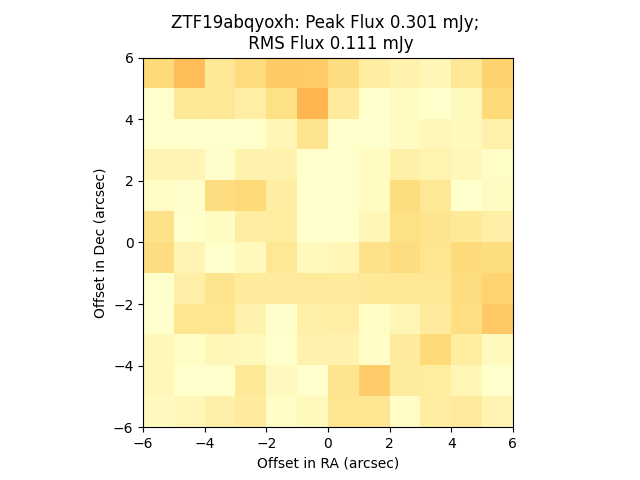 ZTF19abqyoxh: Peak Flux 0.301 mJy;
RMS Flux 0.111 mJy
6
4
2
0
−2
−4
−6
Offset in Dec (arcsec)
−6 −4 −2 0 2 4 6
Offset in RA (arcsec)